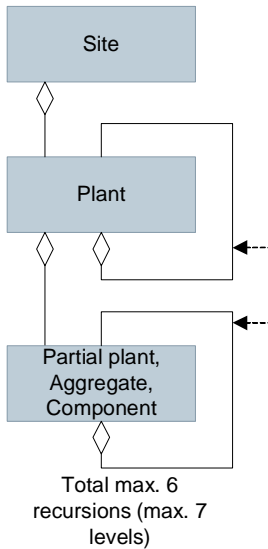 Site
Plant
Partial plant,
Aggregate,
Component
Total max. 6
recursions (max. 7
levels)